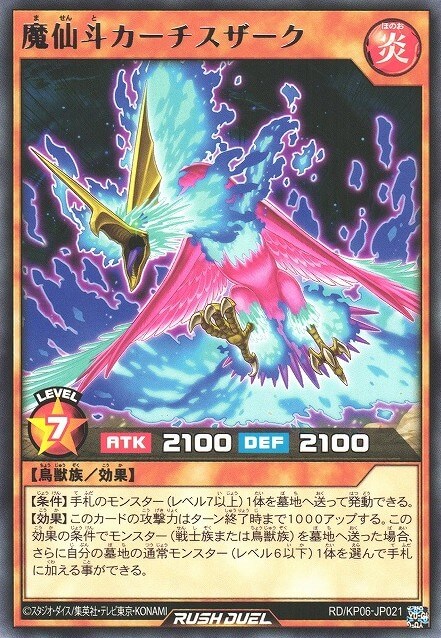 魔仙斗カーチスザーク
ませんと
ほのお
炎
LEVEL
7
ATK 2100 DEF 2100
【鳥獣族／効果】
【条件】手札のモンスター(レベル7以上)1体を墓地へ送って発動できる。
【効果】このカードの攻撃力はターン終了時まで1000アップする。この
効果の条件でモンスター(戦士族または鳥獣族)を墓地へ送った場合、
さらに自分の墓地の通常モンスター(レベル6以下)1体を選んで手札
に加える事ができる。
©スタジオ・ダイス/集英社・テレビ東京・KONAMI
RUSH DUEL
RD/KP06-JP021